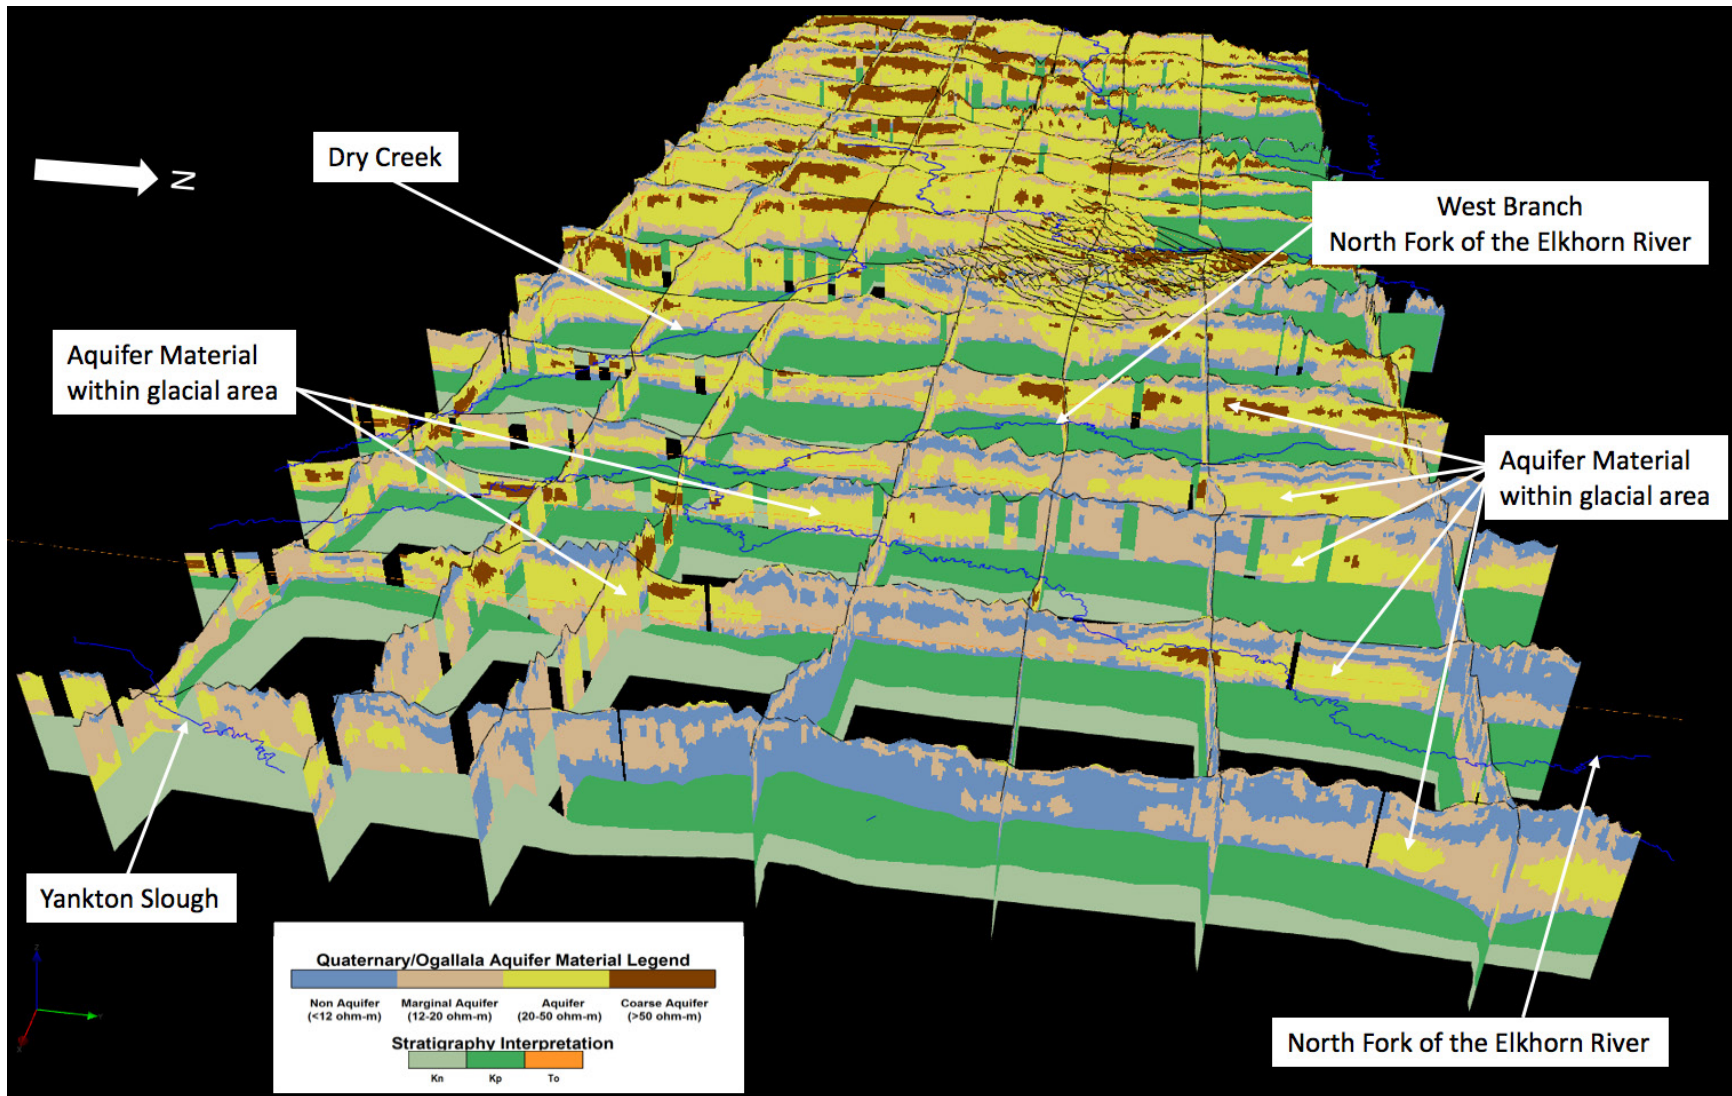 N
Dry Creek
West Branch
North Fork of the Elkhorn River
Aquifer Material
within glacial area
Aquifer Material
within glacial area
Yankton Slough
North Fork of the Elkhorn River
Quaternary/Ogallala Aquifer Material Legend
Non Aquifer Marginal Aquifer Aquifer Coarse Aquifer
(<12 ohm-m) (12-20 ohm-m) (20-50 ohm-m) (>50 ohm-m)
Stratigraphy Interpretation
Kn Kp To
Z
Y
X